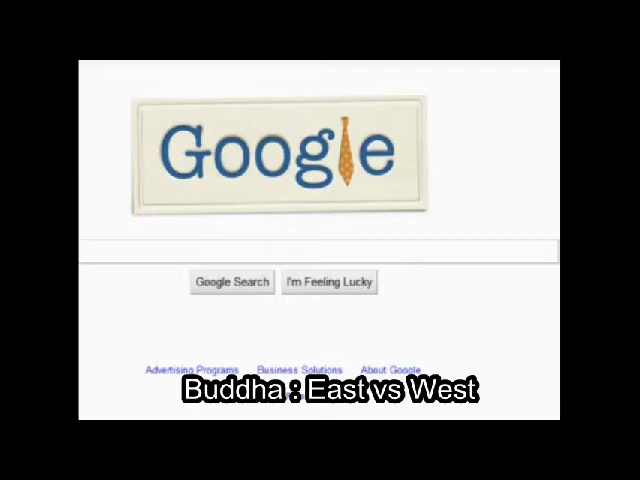 Google
Google Search I'm Feeling Lucky
Advertising Programs Business Solutions About Google
Buddha : East vs West